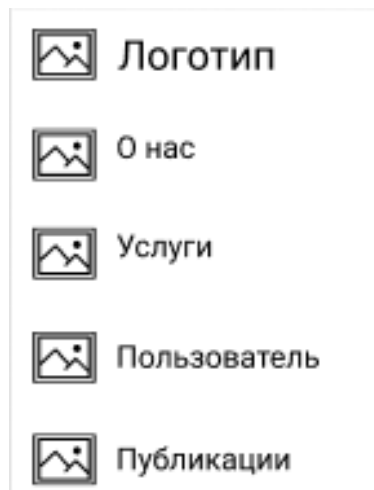 Логотип
О нас
Услуги
Пользователь
Публикации